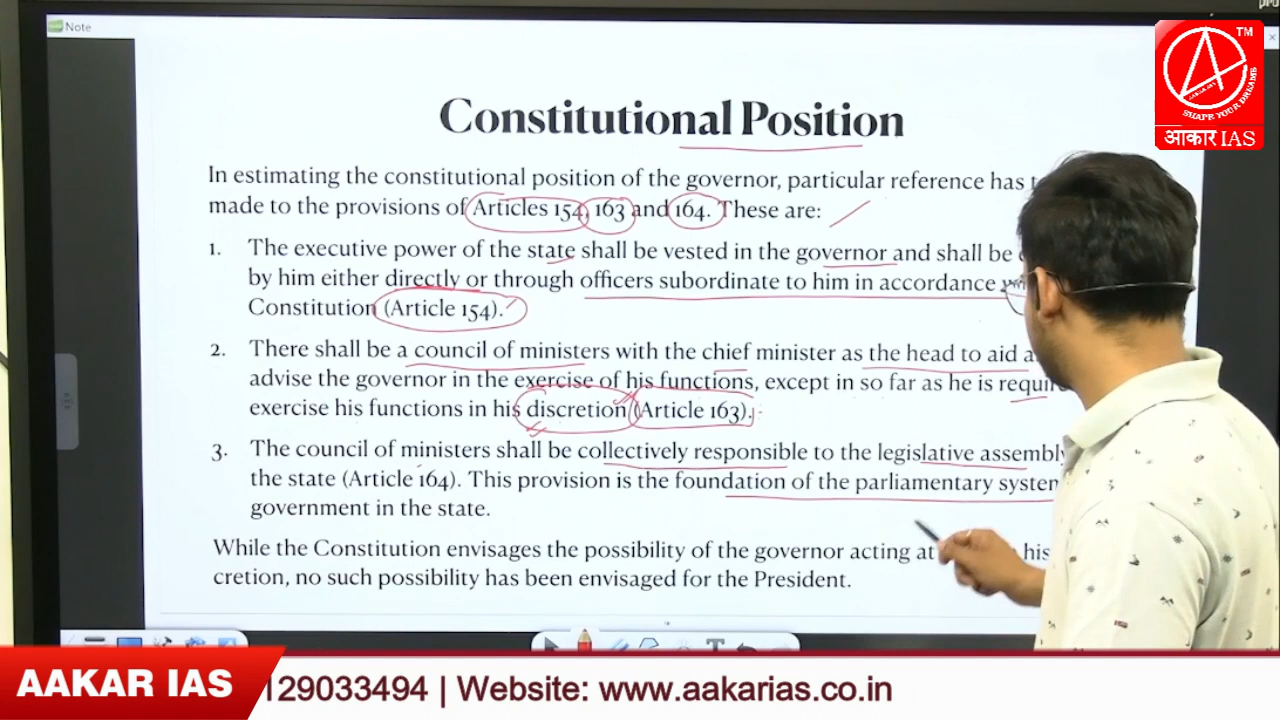 Note
TM
SHAPE YOUR DREAMS
आकार IAS
Constitutional Position
In estimating the constitutional position of the governor, particular reference has
made to the provisions of Articles 154, 163 and 164. These are:
1. The executive power of the state shall be vested in the governor and shall be
by him either directly or through officers subordinate to him in accordance
Constitution (Article 154).
2. There shall be a council of ministers with the chief minister as the head to aid
advise the governor in the exercise of his functions, except in so far as he is
exercise his functions in his discretion (Article 163).
3. The council of ministers shall be collectively responsible to the legislative assembly
the state (Article 164). This provision is the foundation of the parliamentary system
government in the state.
While the Constitution envisages the possibility of the governor acting at his
cretion, no such possibility has been envisaged for the President.
AAKAR IAS
129033494 | Website: www.aakarias.co.in